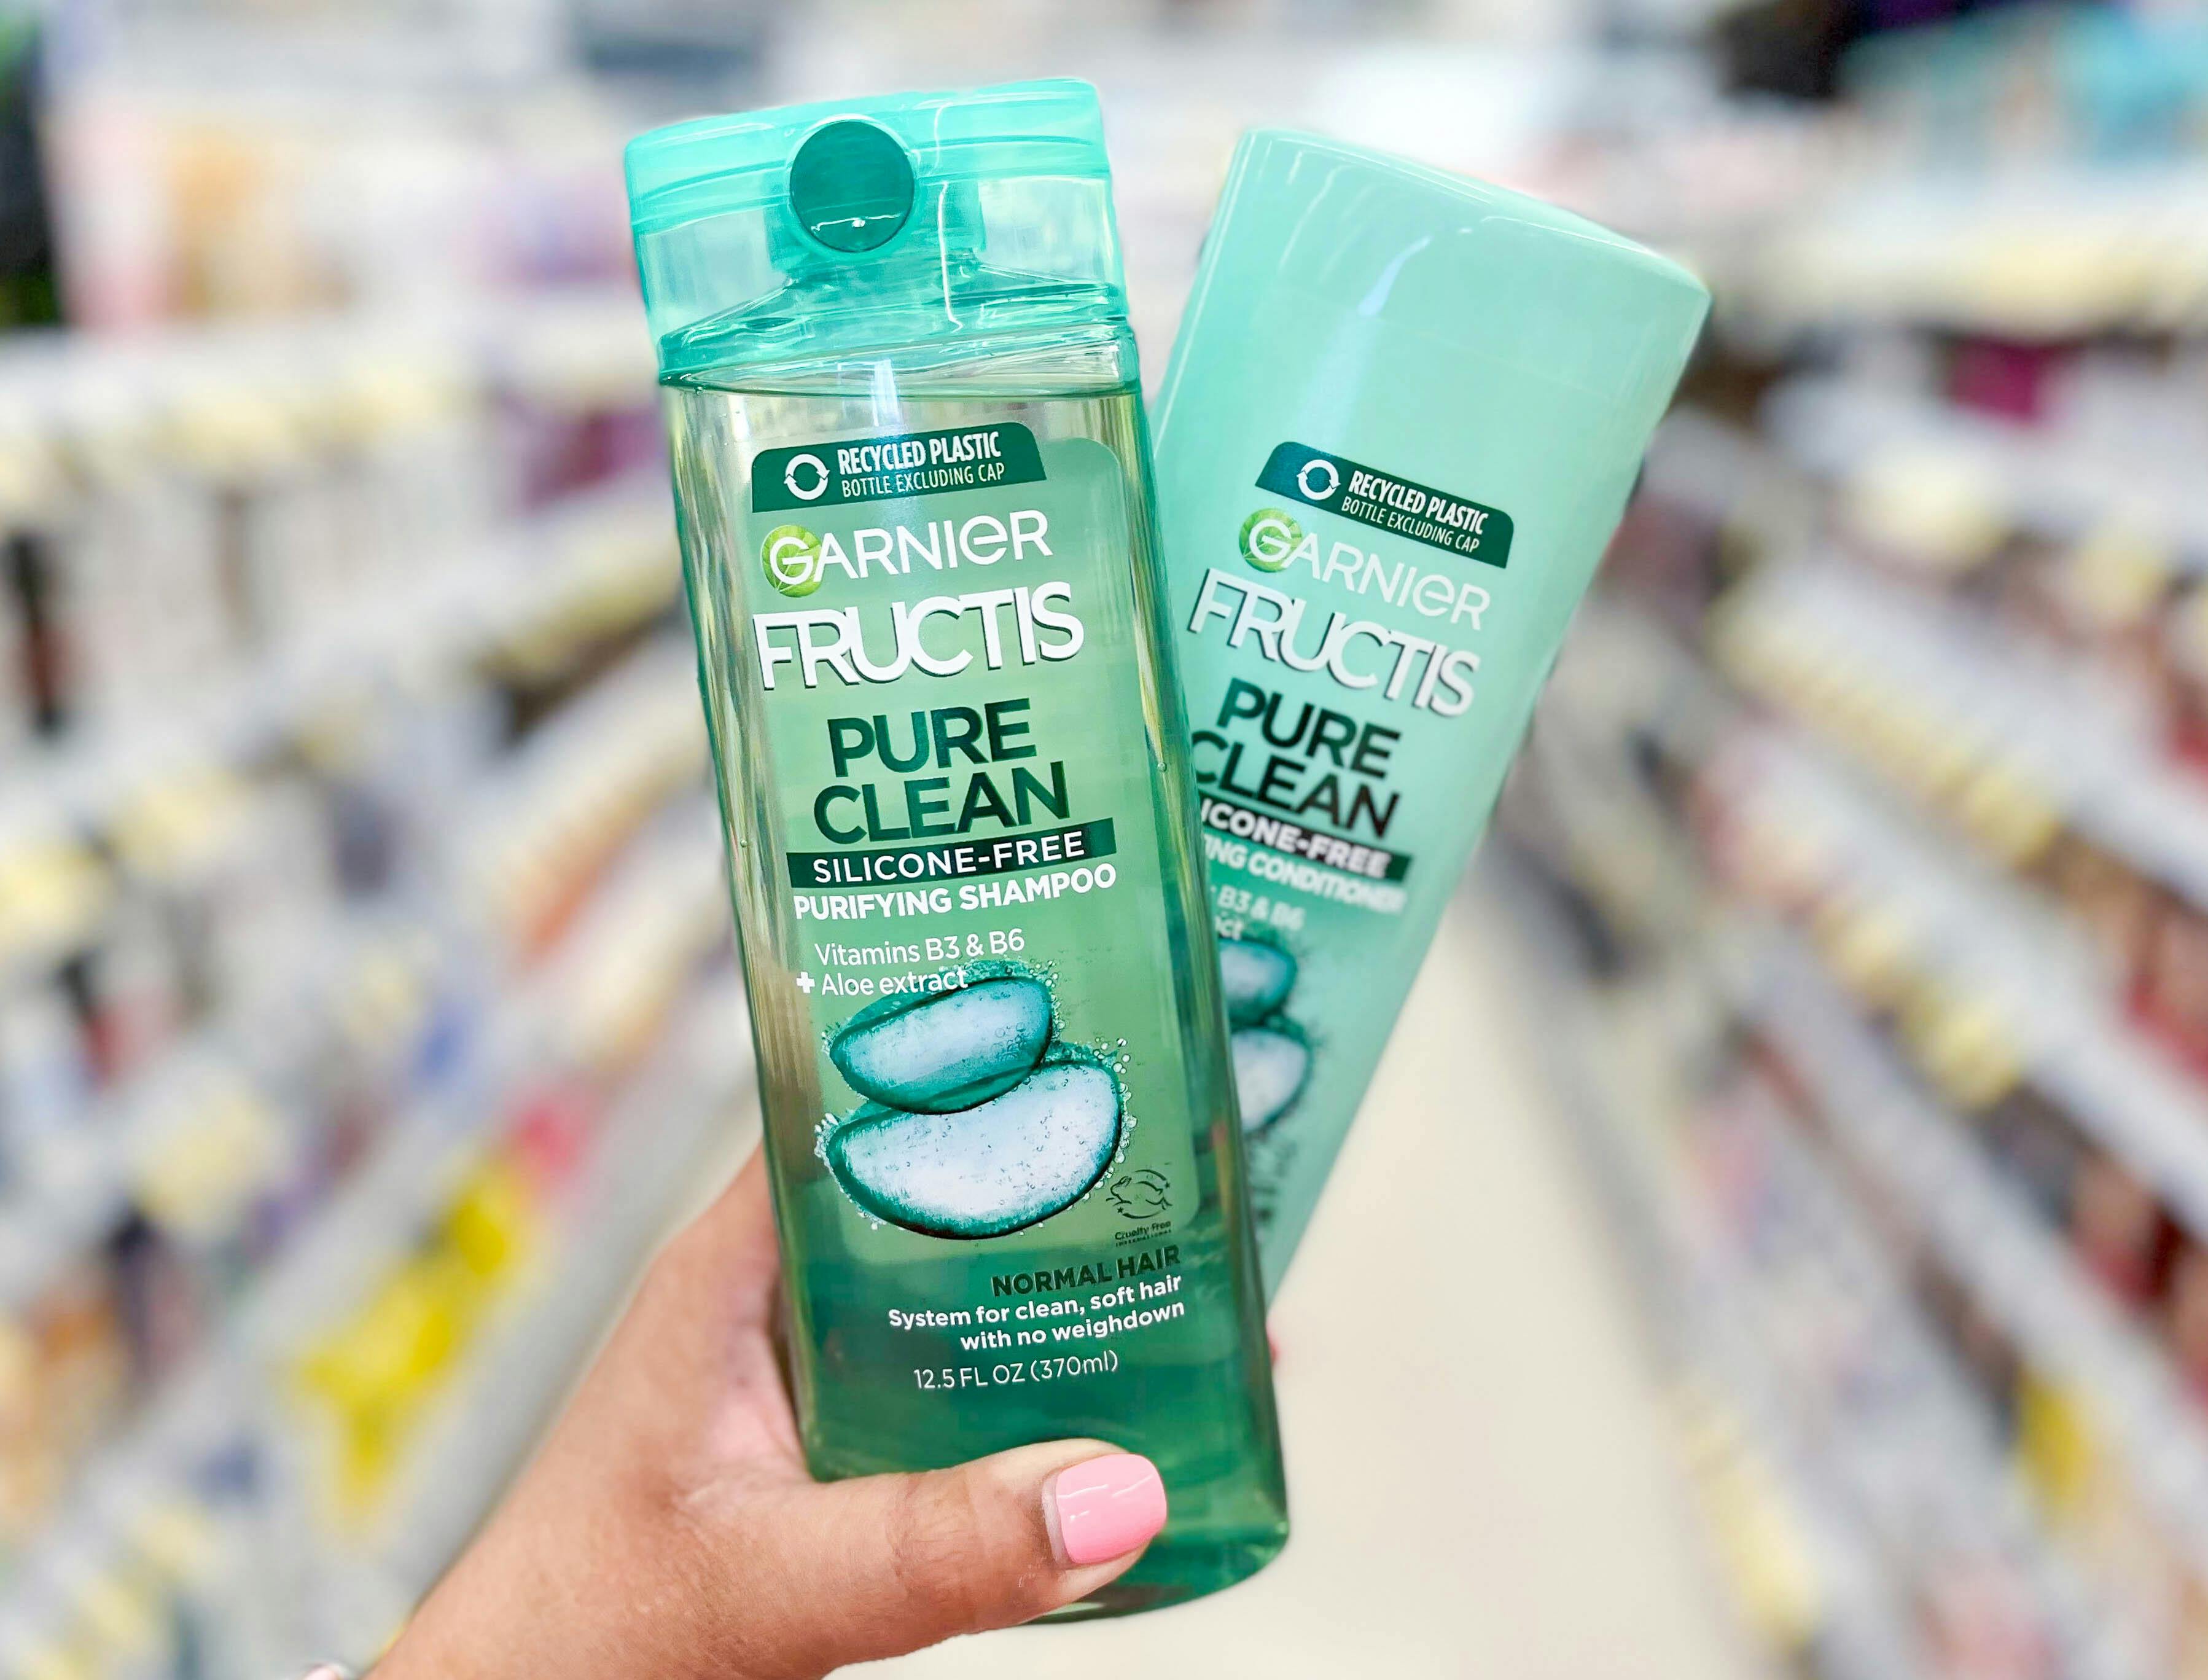 RECYCLED PLASTIC
BOTTLE EXCLUDING CAP
GARNIER
FRUCTIS
PURE
CLEAN
SILICONE-FREE
PURIFYING SHAMPOO
Vitamins B3 & B6
+ Aloe extract
Cruelty Free
INTERNATIONAL
NORMAL HAIR
System for clean, soft hair
with no weighdown
12.5 FL OZ (370ml)
RECYCLED PLASTIC
BOTTLE EXCLUDING CAP
GARNIER
FRUCTIS
PURE
CLEAN
ICONE-FREE
ING CONDITIONER
B3 & B6
act